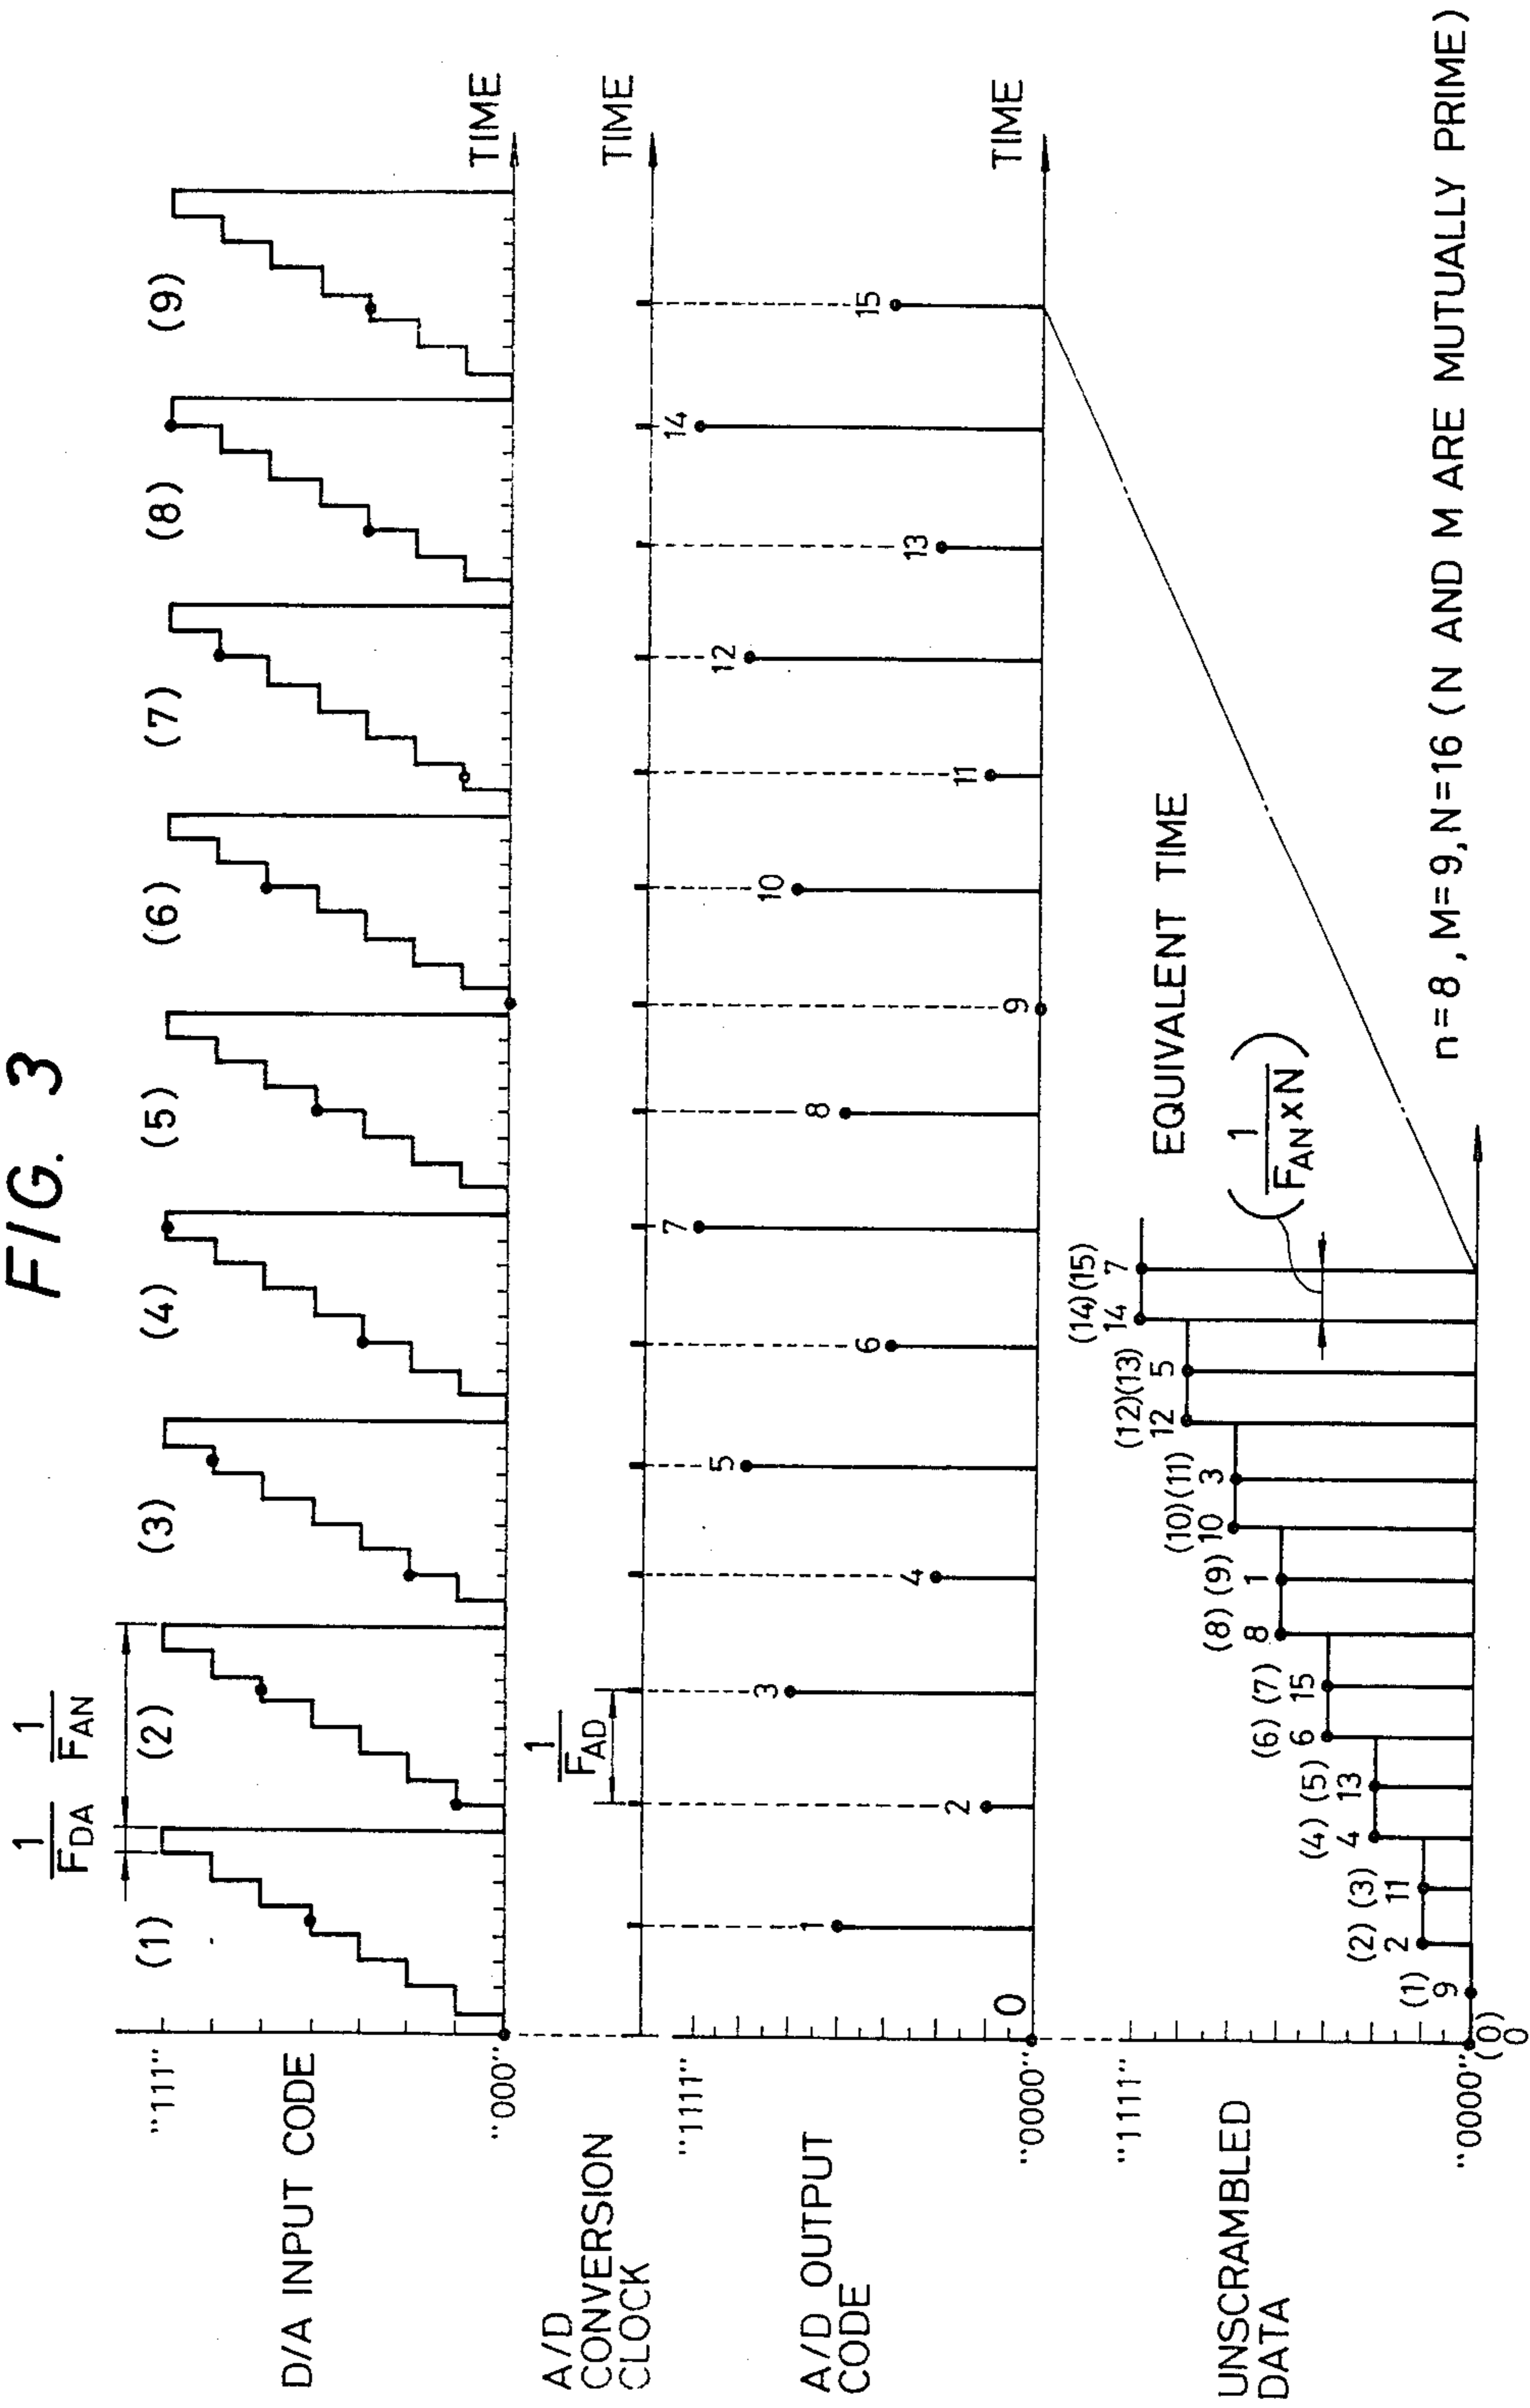 FIG. 3
D/A INPUT CODE
"111"
"000"
(1) (2) (3) (4) (5) (6) (7) (8) (9)
1/F_DA
1/F_AN
TIME
A/D
CONVERSION
CLOCK
1/F_AD
TIME
A/D OUTPUT
CODE
"1111"
"0000"
0 1 2 3 4 5 6 7 8 9 10 11 12 13 14 15
TIME
UNSCRAMBLED
DATA
"1111"
"0000"
(0) (1) (2) (3) (4) (5) (6) (7) (8) (9) (10) (11) (12) (13) (14) (15)
0 9 2 11 4 13 6 15 8 1 10 3 12 5 14 7
EQUIVALENT TIME
(1/F_AN×N)
n=8, M=9, N=16 (N AND M ARE MUTUALLY PRIME)